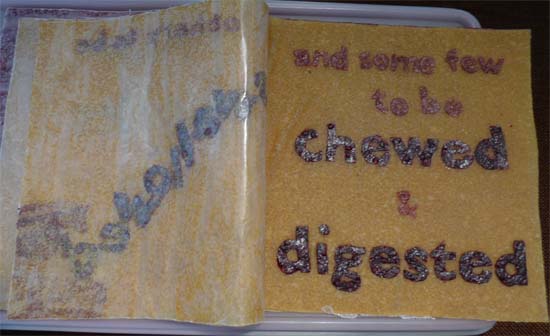 and some few
to be
chewed
&
digested